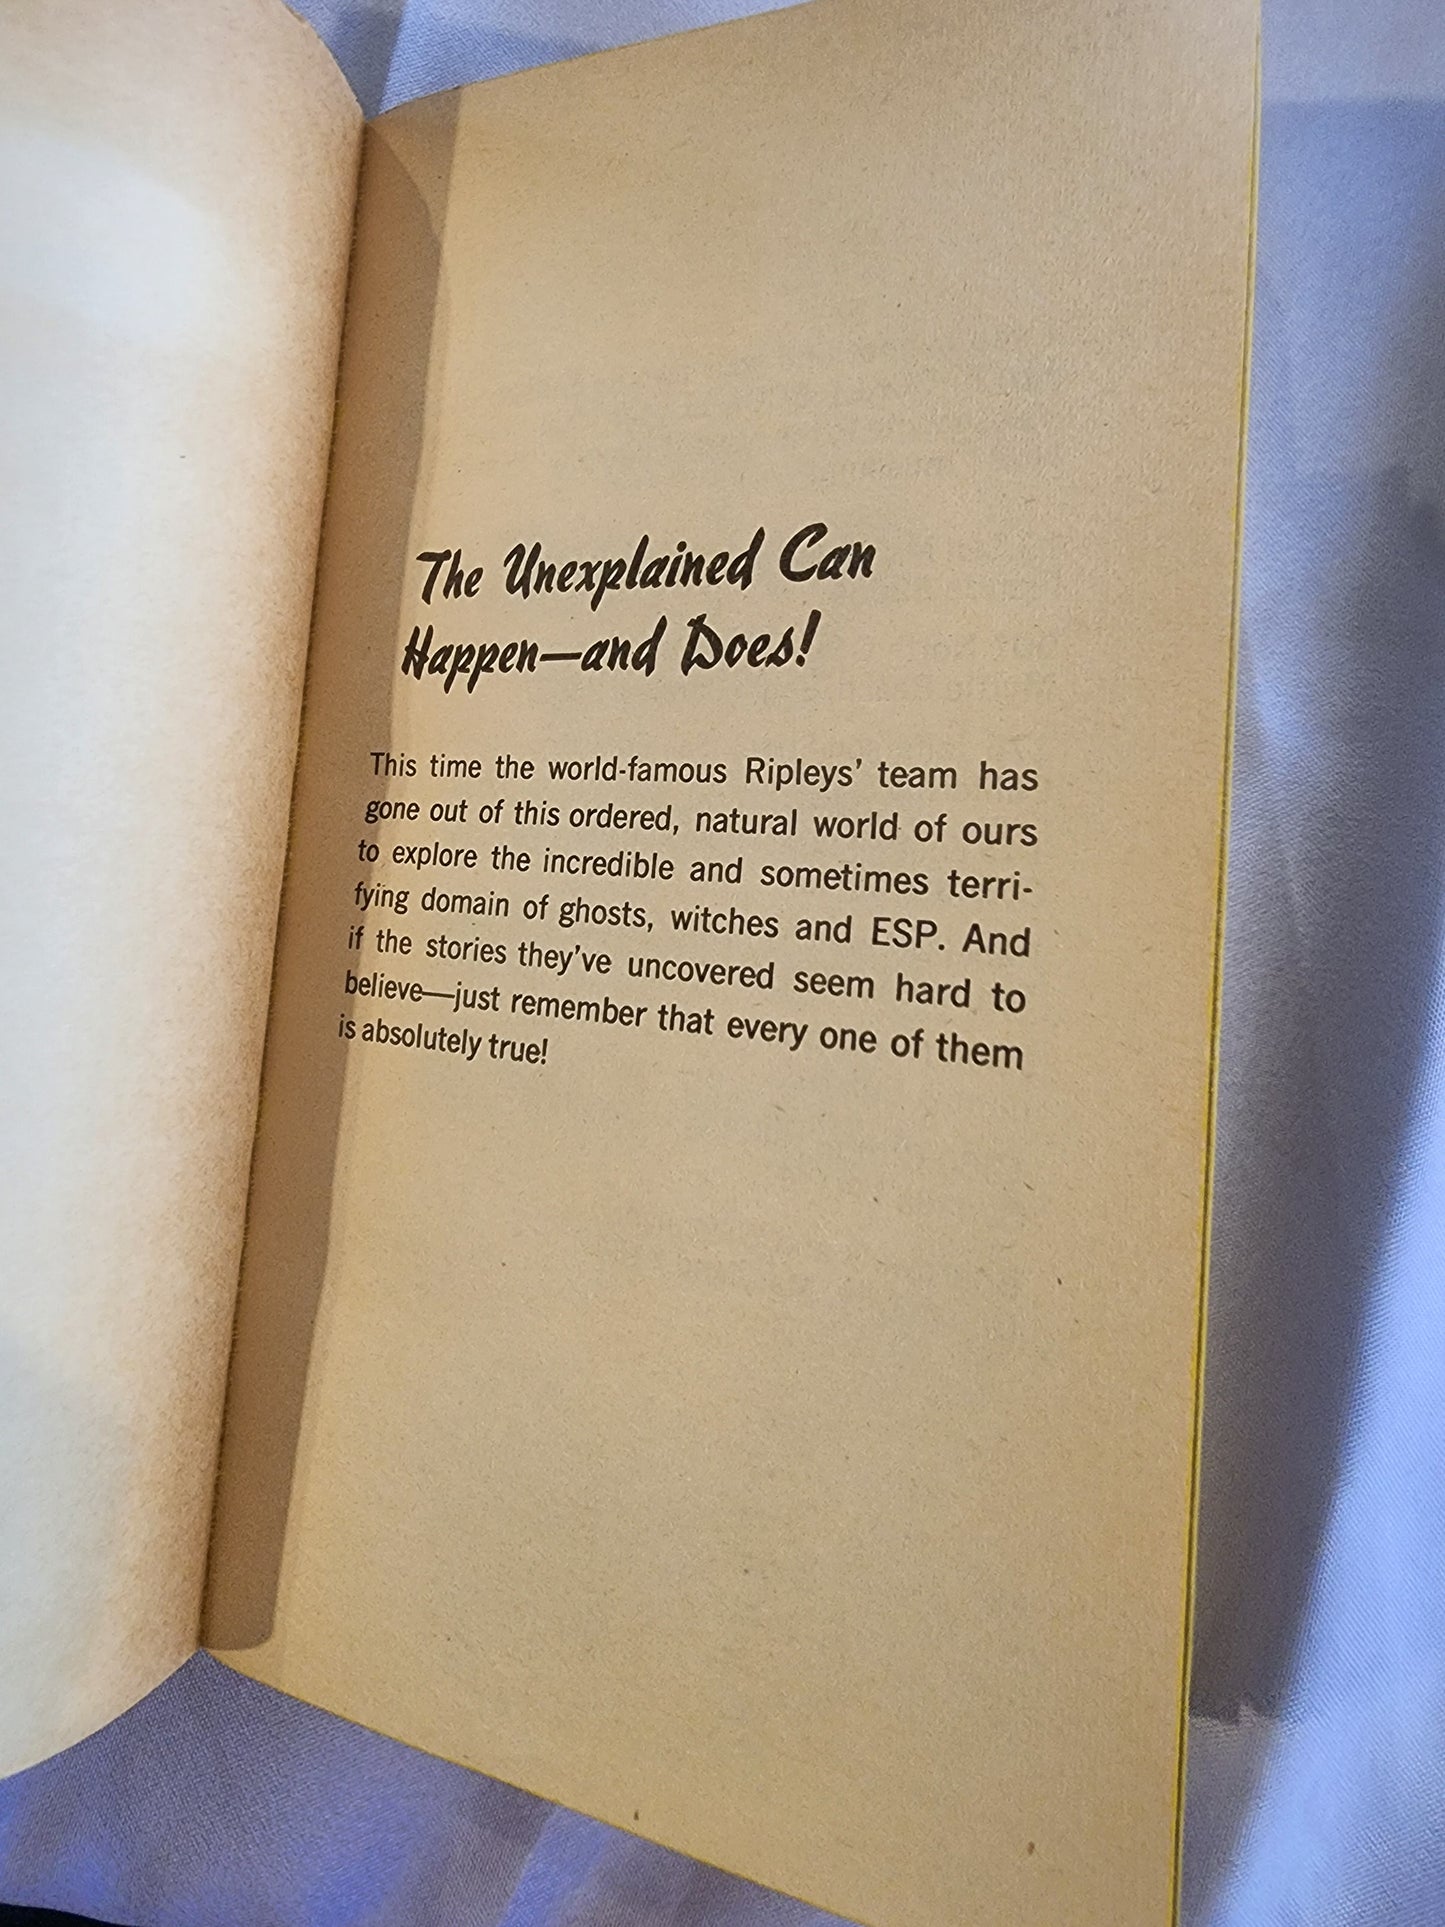 The Unexplained Can
Happen—and Does!
This time the world-famous Ripleys' team has
gone out of this ordered, natural world of ours
to explore the incredible and sometimes terri-
fying domain of ghosts, witches and ESP. And
if the stories they've uncovered seem hard to
believe—just remember that every one of them
is absolutely true!